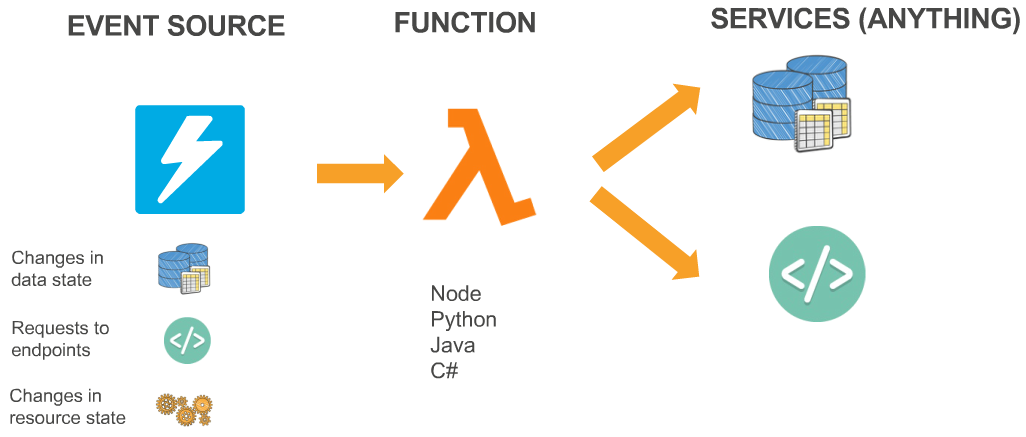 EVENT SOURCE
FUNCTION
SERVICES (ANYTHING)
Changes in
data state
Requests to
endpoints
Changes in
resource state
Node
Python
Java
C#